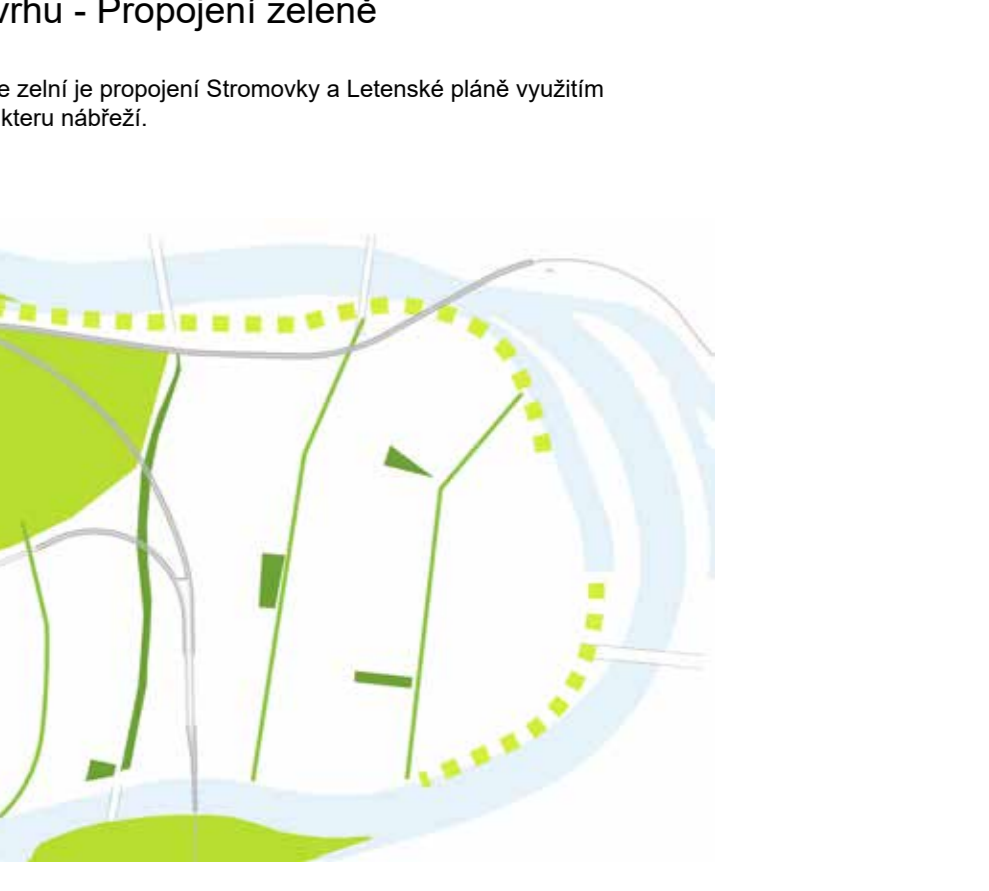 vrhu - Propojení zeleně
e zelní je propojení Stromovky a Letenské pláně využitím
kteru nábřeží.